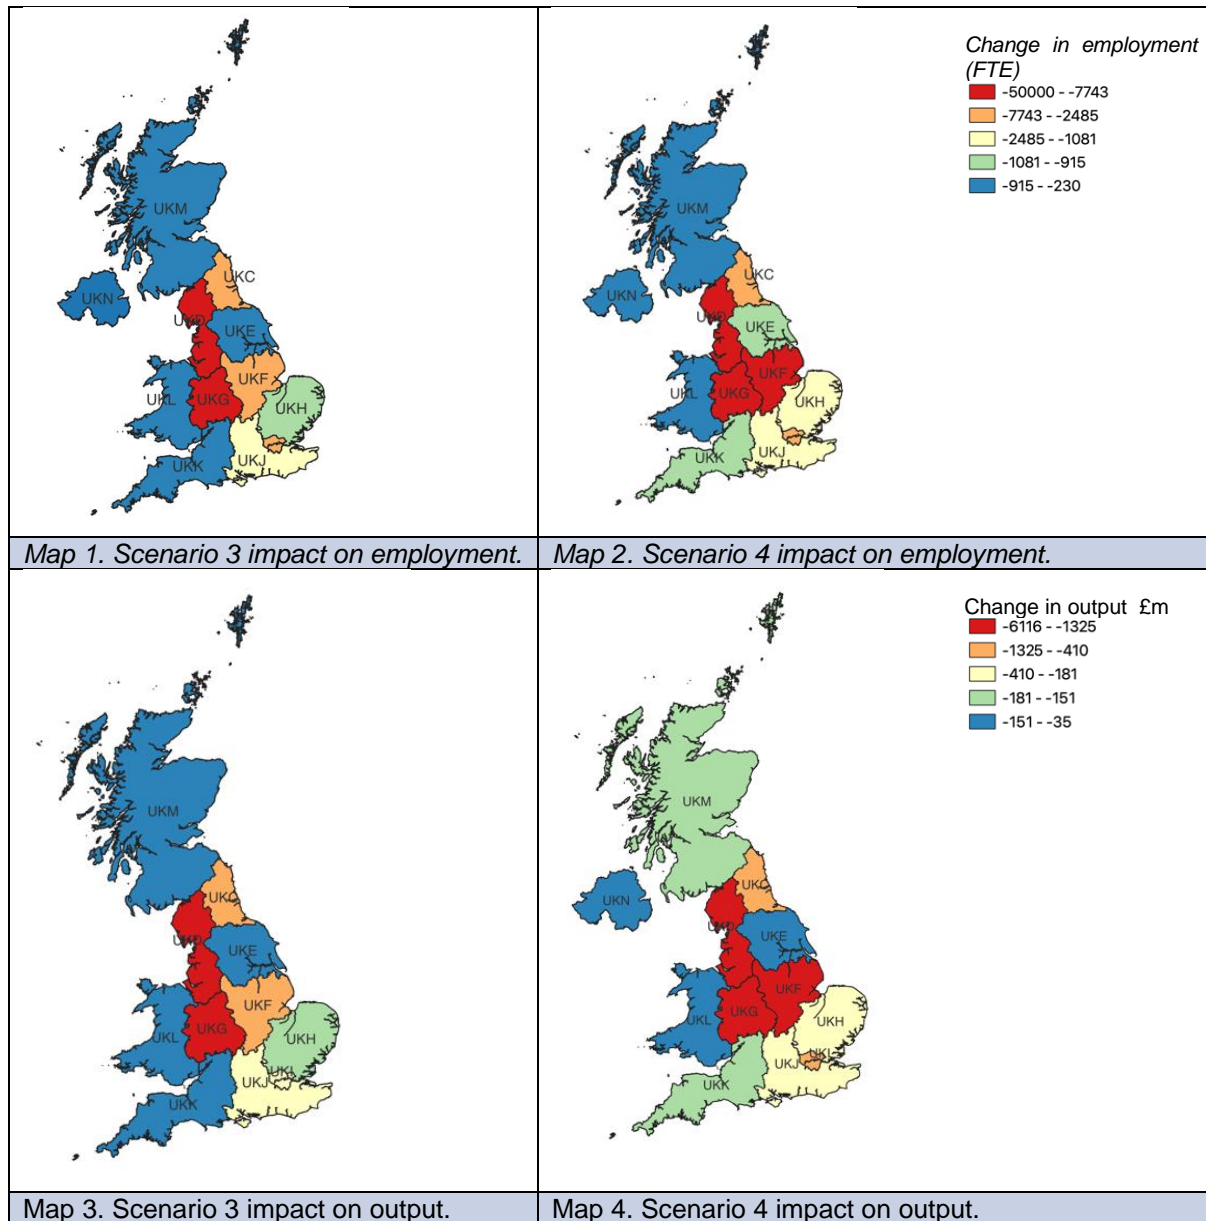 UKM
UKC
UKN
UKD
UKE
UKF
UKL
UKG
UKH
UKJ
UKK
Map 1. Scenario 3 impact on employment.
Change in employment
(FTE)
-50000 - -7743
-7743 - -2485
-2485 - -1081
-1081 - -915
-915 - -230
UKM
UKC
UKN
UKD
UKE
UKF
UKL
UKG
UKH
UKJ
UKK
Map 2. Scenario 4 impact on employment.
UKM
UKC
UKD
UKE
UKF
UKL
UKG
UKH
UKI
UKJ
UKK
Map 3. Scenario 3 impact on output.
Change in output £m
-6116 - -1325
-1325 - -410
-410 - -181
-181 - -151
-151 - -35
UKM
UKC
UKN
UKD
UKE
UKF
UKL
UKG
UKH
UKI
UKJ
UKK
Map 4. Scenario 4 impact on output.